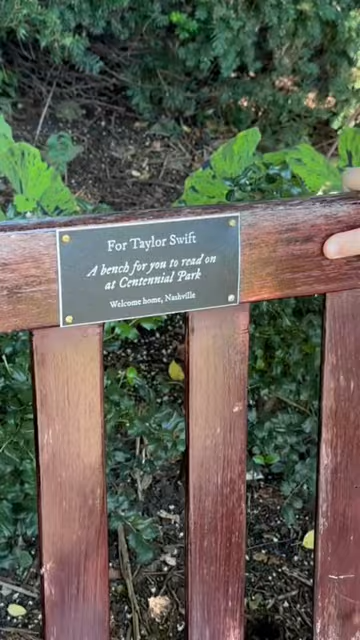 For Taylor Swift
A bench for you to read on
at Centennial Park
Welcome home, Nashville